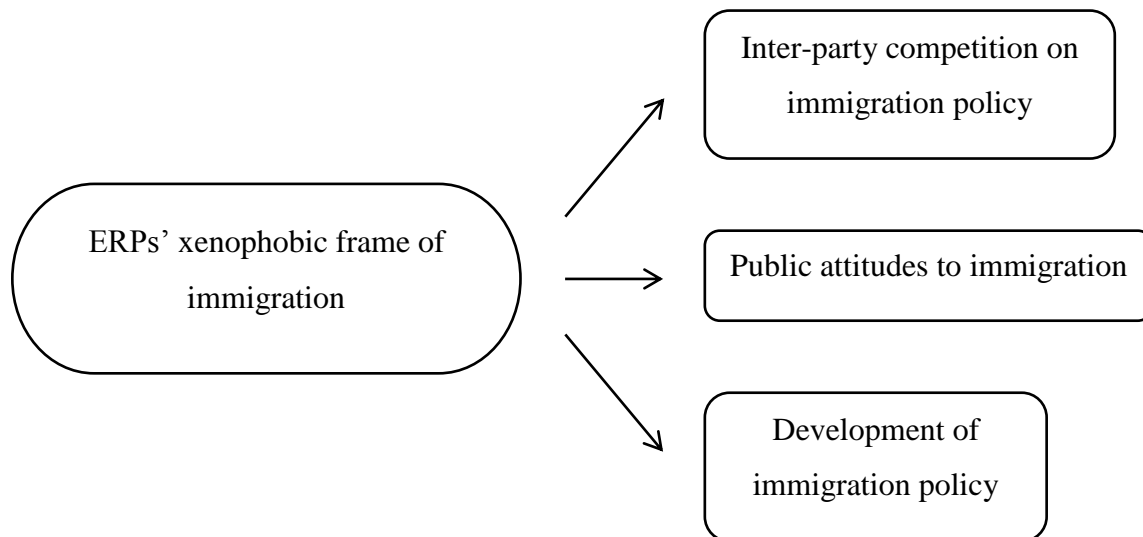 Inter-party competition on
immigration policy
ERPs’ xenophobic frame of
immigration
Public attitudes to immigration
Development of
immigration policy